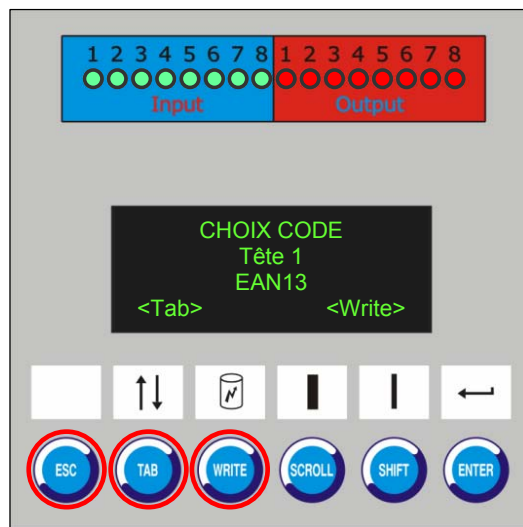 1 2 3 4 5 6 7 8 1 2 3 4 5 6 7 8
Input Output
CHOIX CODE
Tête 1
EAN13
<Tab> <Write>
ESC TAB WRITE SCROLL SHIFT ENTER